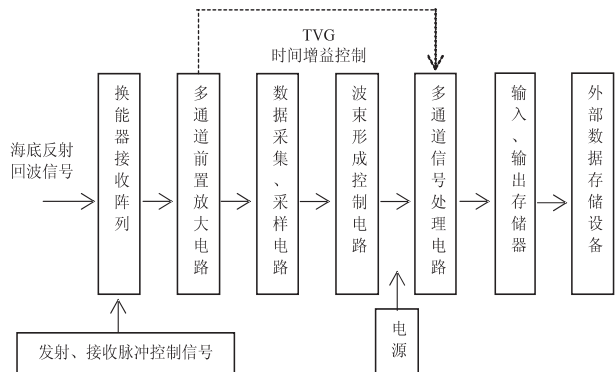 TVG
时间增益控制
海底反射
回波信号
换能器接收阵列
多通道前置放大电路
数据采集、采样电路
波束形成控制电路
多通道信号处理电路
输入、输出存储器
外部数据存储设备
发射、接收脉冲控制信号
电源